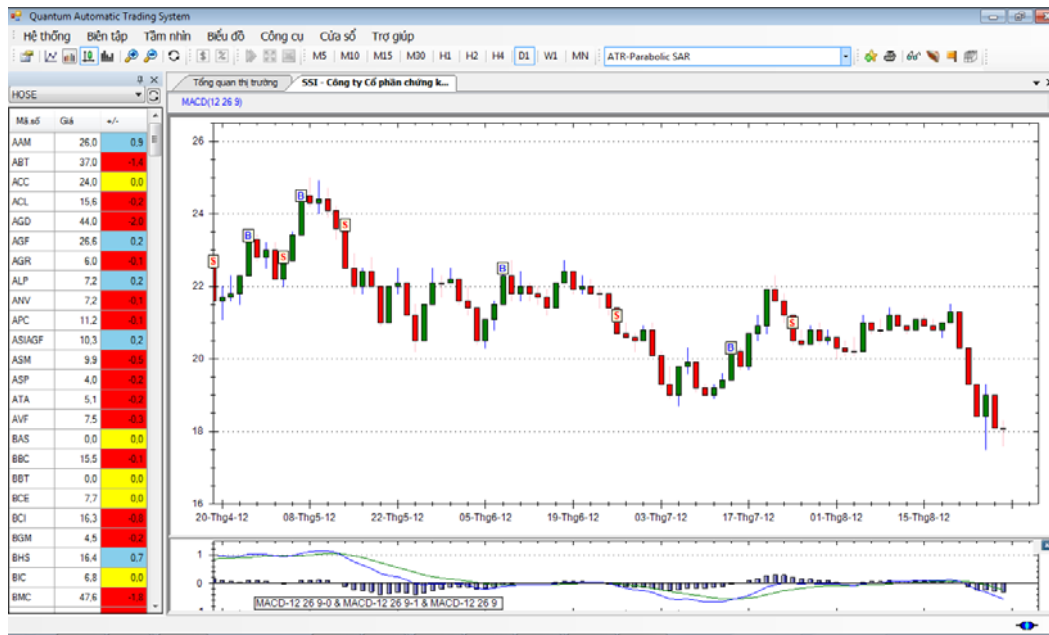 Quantum Automatic Trading System
Hệ thống Biên tập Tầm nhìn Biểu đồ Công cụ Cửa sổ Trợ giúp
M5 M10 M15 M30 H1 H2 H4 D1 W1 MN ATR-Parabolic SAR
HOSE
Tổng quan thị trường
SSI - Công ty Cổ phần chứng k...
MACD(12 26 9)
Mã số Giá +/-
AAM 26,0 0,9
ABT 37,0 -1,4
ACC 24,0 0,0
ACL 15,6 -0,2
AGD 44,0 -2,0
AGF 26,6 0,2
AGR 6,0 -0,1
ALP 7,2 0,2
ANV 7,2 -0,1
APC 11,2 -0,1
ASIAGF 10,3 0,2
ASM 9,9 -0,5
ASP 4,0 -0,2
ATA 5,1 -0,2
AVF 7,5 -0,3
BAS 0,0 0,0
BBC 15,5 -0,1
BBT 0,0 0,0
BCE 7,7 0,0
BCI 16,3 -0,8
BGM 4,5 -0,2
BHS 16,4 0,7
BIC 6,8 0,0
BMC 47,6 -1,8
26
24
22
20
18
16
S B S B S B S B S
20-Thg4-12 08-Thg5-12 22-Thg5-12 05-Thg6-12 19-Thg6-12 03-Thg7-12 17-Thg7-12 01-Thg8-12 15-Thg8-12
1
0
-1
MACD-12 26 9-0 & MACD-12 26 9-1 & MACD-12 26 9